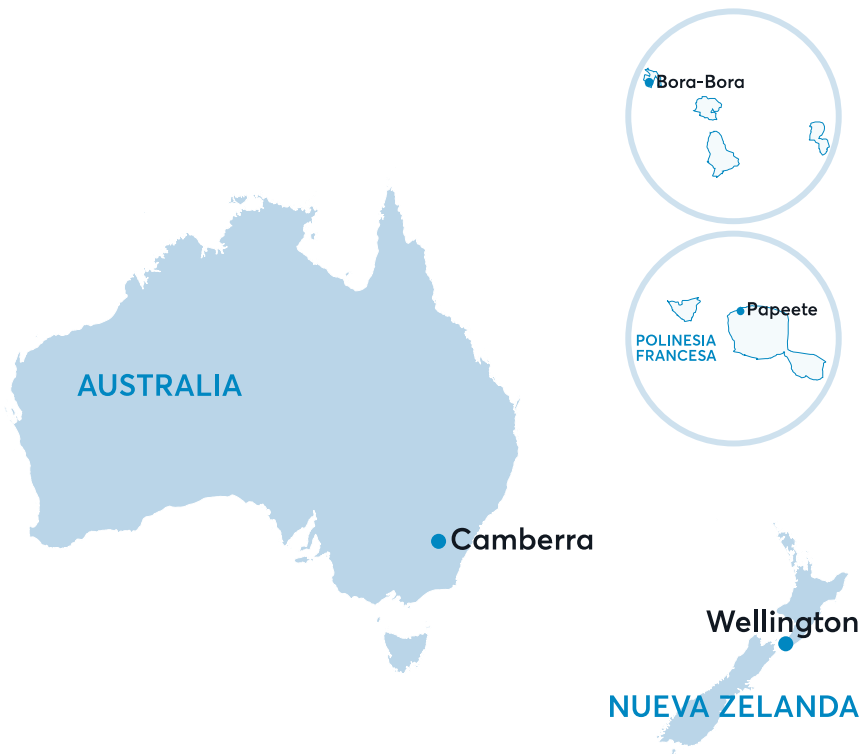 Bora-Bora
Papeete
POLINESIA
FRANCESA
AUSTRALIA
Camberra
Wellington
NUEVA ZELANDA